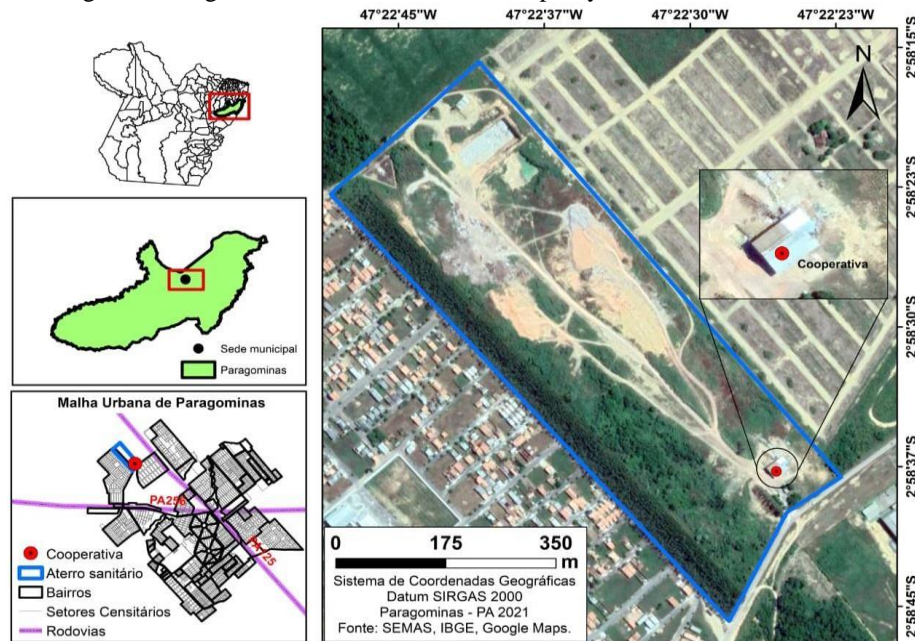 47°22'45"W
47°22'37"W
47°22'30"W
47°22'23"W
2°58'15"S
2°58'23"S
2°58'30"S
2°58'37"S
2°58'45"S
N
Cooperativa
Sede municipal
Paragominas
Malha Urbana de Paragominas
PA256
PA125
Cooperativa
Aterro sanitário
Bairros
Setores Censitários
Rodovias
0 175 350
m
Sistema de Coordenadas Geográficas
Datum SIRGAS 2000
Paragominas - PA 2021
Fonte: SEMAS, IBGE, Google Maps.